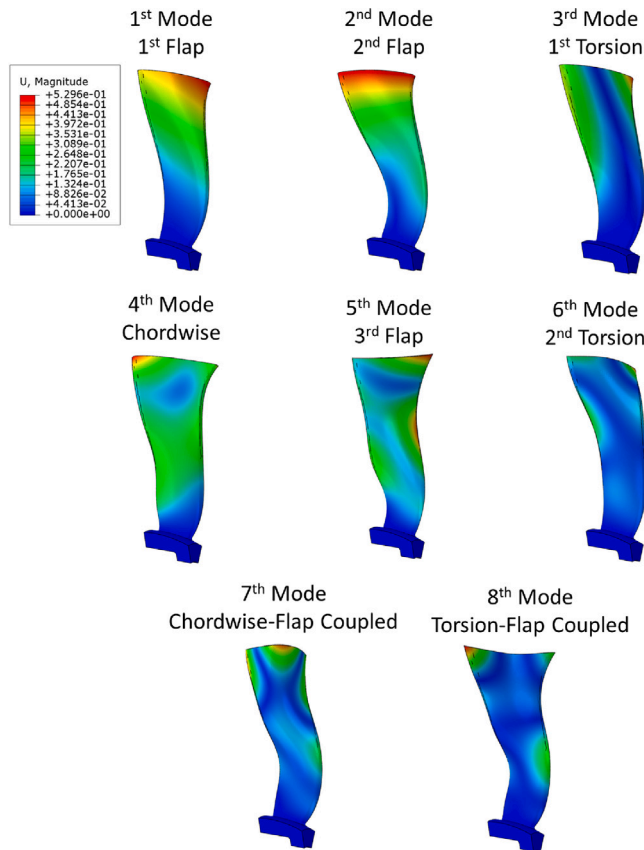 1st Mode
1st Flap
2nd Mode
2nd Flap
3rd Mode
1st Torsion
U, Magnitude
+5.296e-01
+4.854e-01
+4.413e-01
+3.972e-01
+3.531e-01
+3.089e-01
+2.648e-01
+2.207e-01
+1.765e-01
+1.324e-01
+8.826e-02
+4.413e-02
+0.000e+00
4th Mode
Chordwise
5th Mode
3rd Flap
6th Mode
2nd Torsion
7th Mode
Chordwise-Flap Coupled
8th Mode
Torsion-Flap Coupled